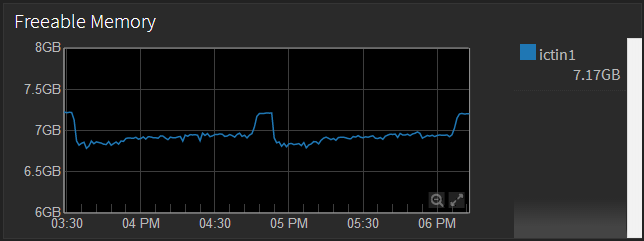 Freeable Memory
8GB
7.5GB
7GB
6.5GB
6GB
03:30 04 PM 04:30 05 PM 05:30 06 PM
ictin1
7.17GB